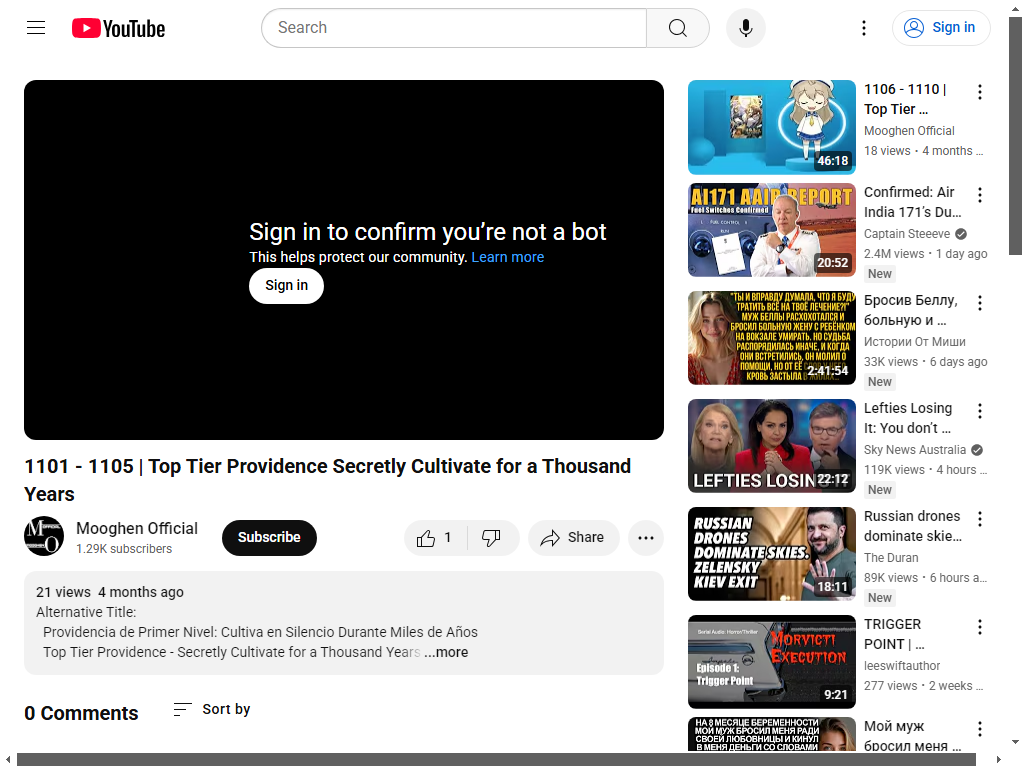 YouTube
Search
Sign in
Sign in to confirm you’re not a bot
This helps protect our community. Learn more
Sign in
1101 - 1105 | Top Tier Providence Secretly Cultivate for a Thousand
Years
Mooghen Official
1.29K subscribers
Subscribe
1
Share
21 views 4 months ago
Alternative Title:
Providencia de Primer Nivel: Cultiva en Silencio Durante Miles de Años
Top Tier Providence - Secretly Cultivate for a Thousand Years ...more
0 Comments
Sort by
46:18
1106 - 1110 |
Top Tier ...
Mooghen Official
18 views • 4 months ...
AI171 AAIB REPORT
Fuel Switches Confirmed
FUEL CONTROL
RUN
20:52
Confirmed: Air
India 171’s Du...
Captain Steeeve
2.4M views • 1 day ago
New
"ТЫ И ВПРАВДУ ДУМАЛА, ЧТО Я БУДУ
ТРАТИТЬ ВСЁ НА ТВОЁ ЛЕЧЕНИЕ?!"
МУЖ БЕЛЛЫ РАСХОХОТАЛСЯ И
БРОСИЛ БОЛЬНУЮ ЖЕНУ С РЕБЁНКОМ
НА ВОКЗАЛЕ УМИРАТЬ. НО СУДЬБА
РАСПОРЯДИЛАСЬ ИНАЧЕ, И КОГДА
ОНИ ВСТРЕТИЛИСЬ, ОН МОЛИЛ О
ПОМОЩИ, НО ОТ ЕЁ
КРОВЬ ЗАСТЫЛА В ЖИЛАХ...
2:41:54
Бросив Беллу,
больную и ...
Истории От Миши
33K views • 6 days ago
New
LEFTIES LOSING IT
22:12
Lefties Losing
It: You don’t ...
Sky News Australia
119K views • 4 hours ...
New
RUSSIAN
DRONES
DOMINATE SKIES.
ZELENSKY
KIEV EXIT
18:11
Russian drones
dominate skie...
The Duran
89K views • 6 hours a...
New
Serial Audio: Horror/Thriller
MORVICTI
EXECUTION
Episode 1:
Trigger Point
9:21
TRIGGER
POINT | ...
leeswiftauthor
277 views • 2 weeks ...
НА 8 МЕСЯЦЕ БЕРЕМЕННОСТИ
МОЙ МУЖ БРОСИЛ МЕНЯ РАДИ
СВОЕЙ ЛЮБОВНИЦЫ И КИНУЛ
В МЕНЯ ДЕНЬГИ СО СЛОВАМИ
Мой муж
бросил меня ...